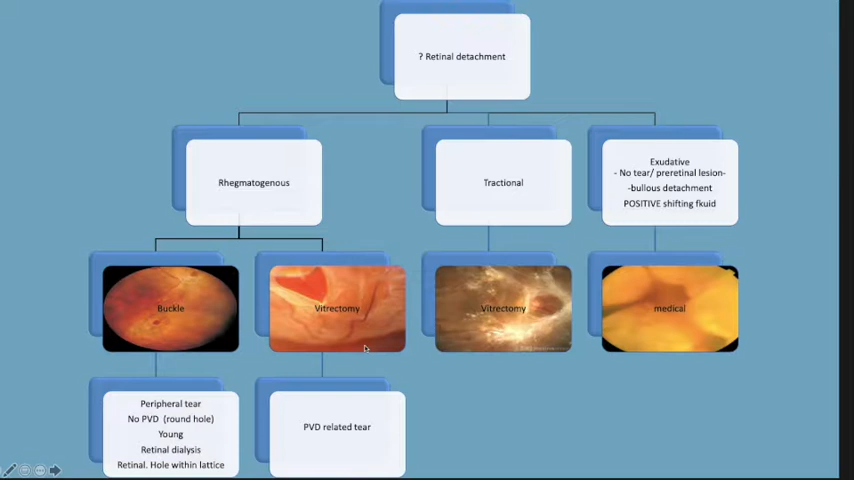 ? Retinal detachment
Rhegmatogenous
Tractional
Exudative
- No tear/ preretinal lesion-
-bullous detachment
POSITIVE shifting fkuid
Buckle
Vitrectomy
Vitrectomy
medical
Peripheral tear
No PVD (round hole)
Young
Retinal dialysis
Retinal. Hole within lattice
PVD related tear